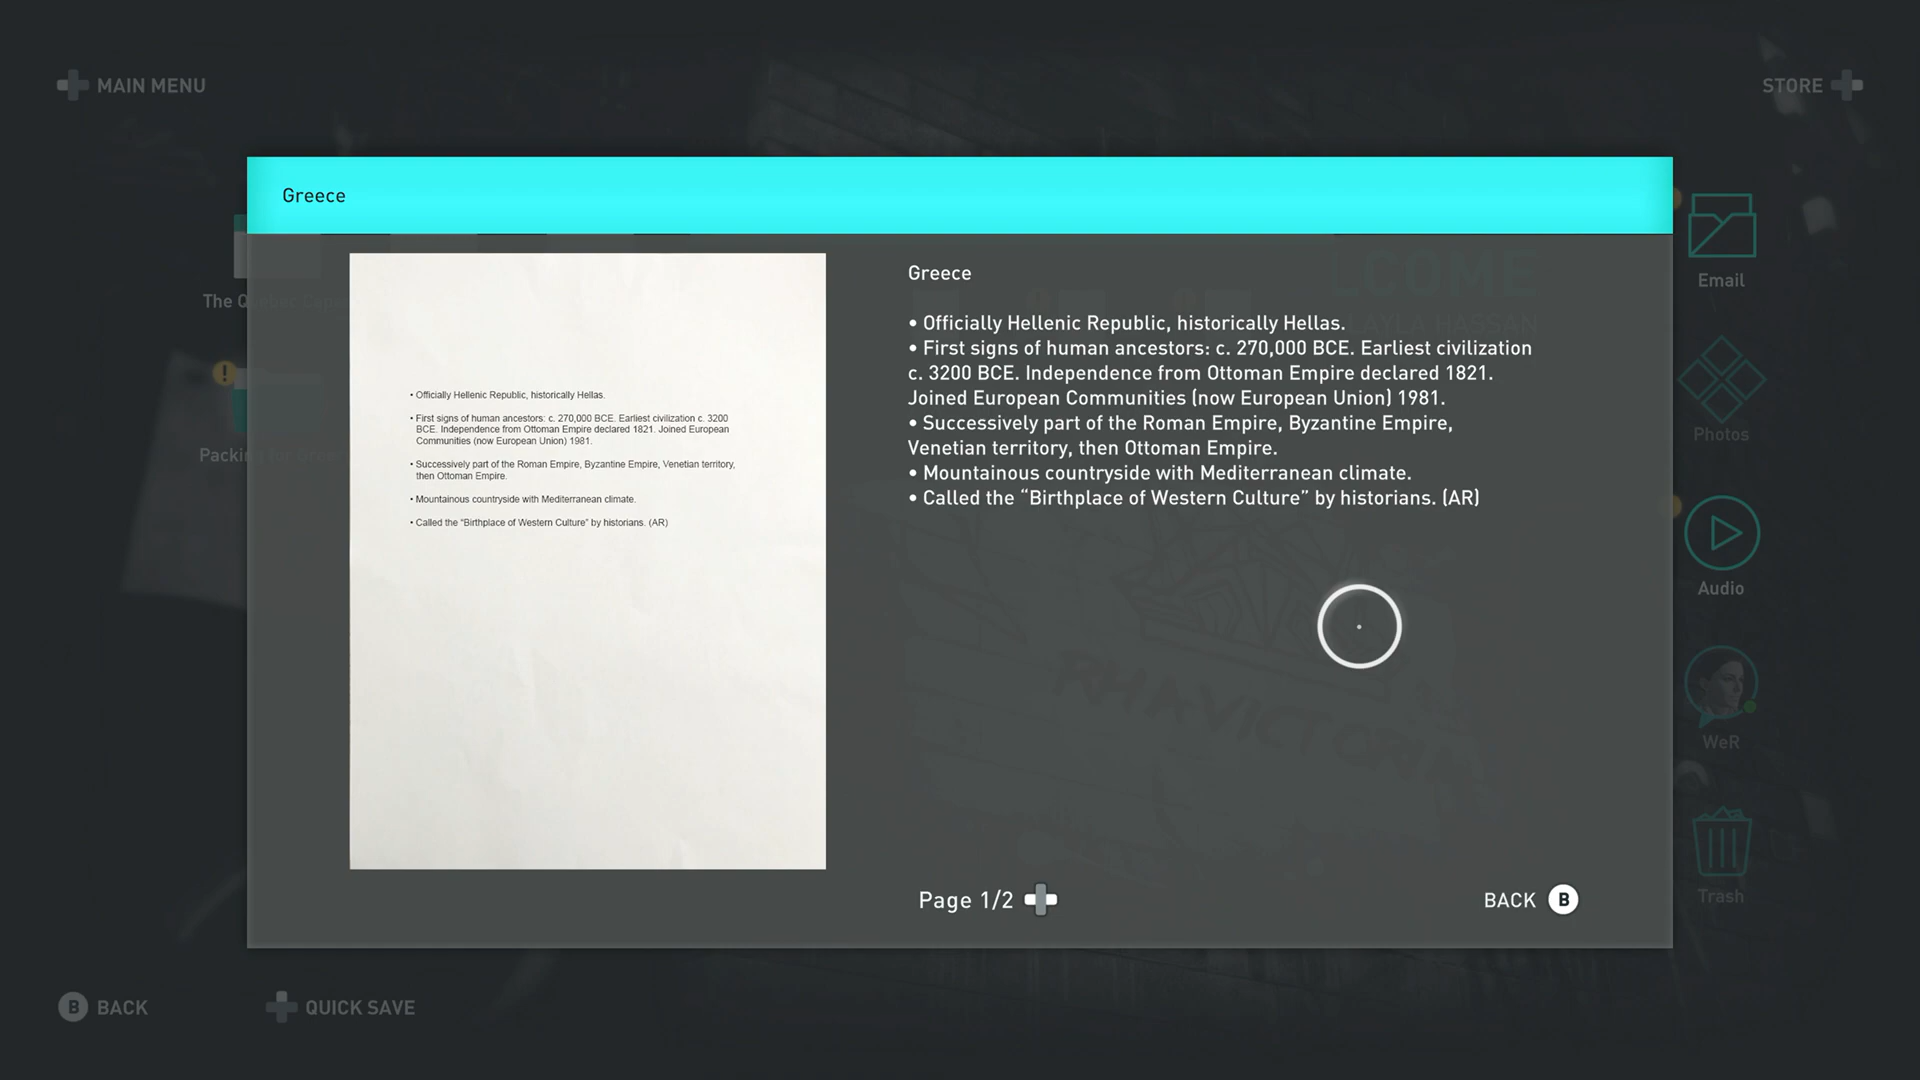 MAIN MENU
STORE
Greece
The Q
Email
Photos
Audio
WeR
Trash
• Officially Hellenic Republic, historically Hellas.
• First signs of human ancestors: c. 270,000 BCE. Earliest civilization c. 3200
BCE. Independence from Ottoman Empire declared 1821. Joined European
Communities (now European Union) 1981.
• Successively part of the Roman Empire, Byzantine Empire, Venetian territory,
then Ottoman Empire.
• Mountainous countryside with Mediterranean climate.
• Called the “Birthplace of Western Culture” by historians. (AR)
Greece
• Officially Hellenic Republic, historically Hellas.
• First signs of human ancestors: c. 270,000 BCE. Earliest civilization
c. 3200 BCE. Independence from Ottoman Empire declared 1821.
Joined European Communities (now European Union) 1981.
• Successively part of the Roman Empire, Byzantine Empire,
Venetian territory, then Ottoman Empire.
• Mountainous countryside with Mediterranean climate.
• Called the “Birthplace of Western Culture” by historians. (AR)
LAYLA HASSAN
Page 1/2
BACK B
B BACK
QUICK SAVE